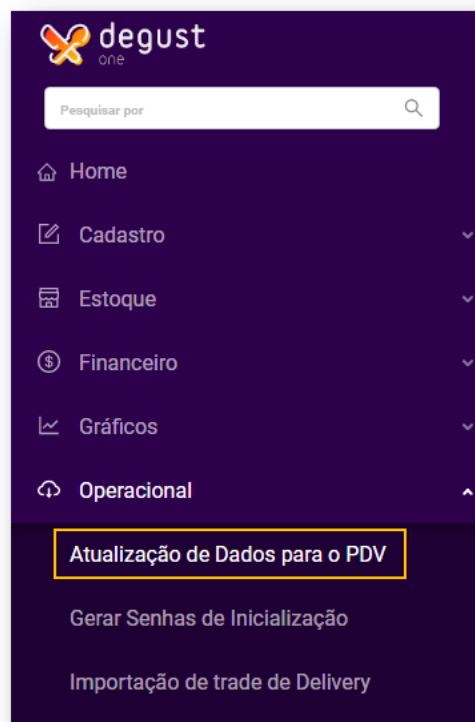 degust
one
Pesquisar por
Home
Cadastro
Estoque
Financeiro
Gráficos
Operacional
Atualização de Dados para o PDV
Gerar Senhas de Inicialização
Importação de trade de Delivery